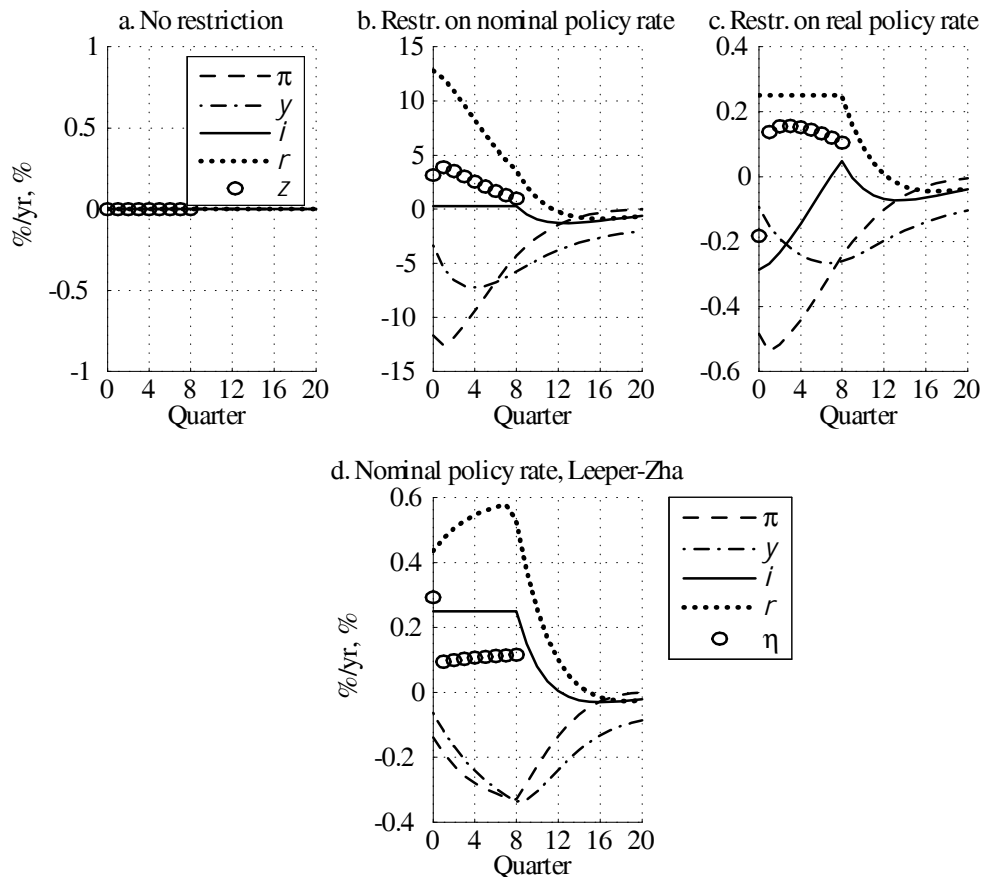 a. No restriction
b. Restr. on nominal policy rate
c. Restr. on real policy rate
%/yr, %
1
0.5
0
-0.5
-1
0 4 8 12 16 20
Quarter
π
y
i
r
z
15
10
5
0
-5
-10
-15
0 4 8 12 16 20
Quarter
0.4
0.2
0
-0.2
-0.4
-0.6
0 4 8 12 16 20
Quarter
d. Nominal policy rate, Leeper-Zha
%/yr, %
0.6
0.4
0.2
0
-0.2
-0.4
0 4 8 12 16 20
Quarter
π
y
i
r
η